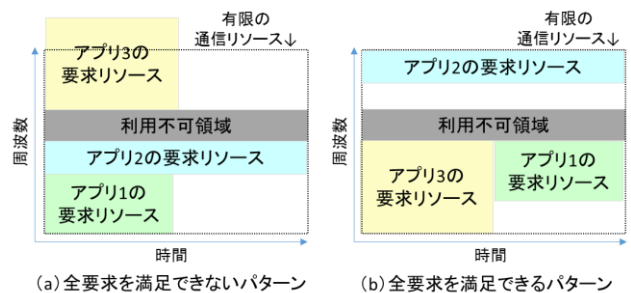 有限の
通信リソース↓
アプリ3の
要求リソース
利用不可領域
アプリ2の要求リソース
アプリ1の
要求リソース
周波数
時間
(a)全要求を満足できないパターン
有限の
通信リソース↓
アプリ2の要求リソース
利用不可領域
アプリ3の
要求リソース
アプリ1の
要求リソース
周波数
時間
(b)全要求を満足できるパターン